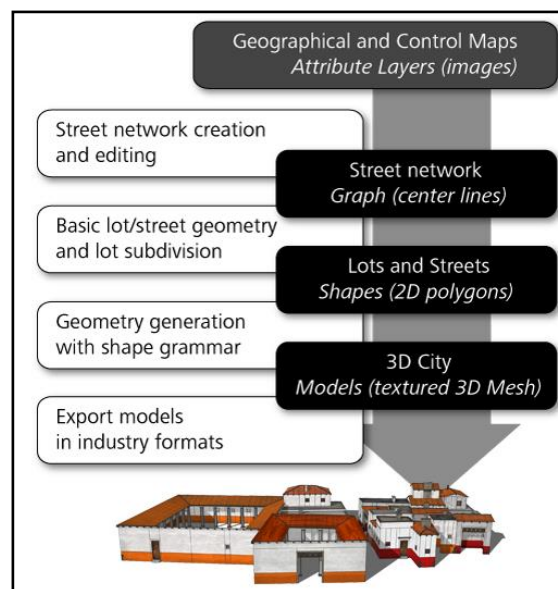 Geographical and Control Maps
Attribute Layers (images)
Street network creation
and editing
Street network
Graph (center lines)
Basic lot/street geometry
and lot subdivision
Lots and Streets
Shapes (2D polygons)
Geometry generation
with shape grammar
3D City
Models (textured 3D Mesh)
Export models
in industry formats